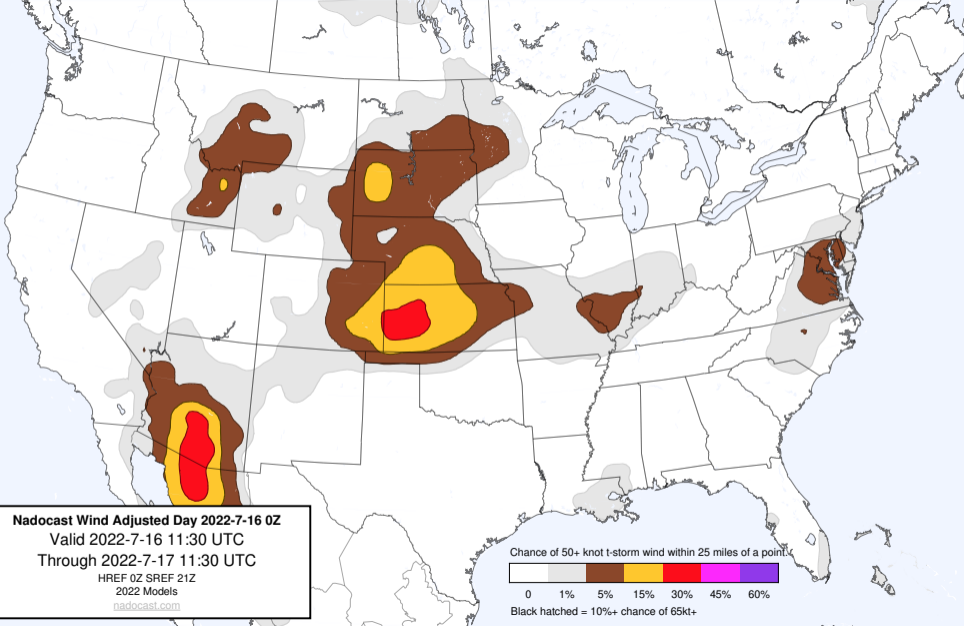 Nadocast Wind Adjusted Day 2022-7-16 0Z
Valid 2022-7-16 11:30 UTC
Through 2022-7-17 11:30 UTC
HREF 0Z SREF 21Z
2022 Models
nadocast.com
Chance of 50+ knot t-storm wind within 25 miles of a point.
0 1% 5% 15% 30% 45% 60%
Black hatched = 10%+ chance of 65kt+